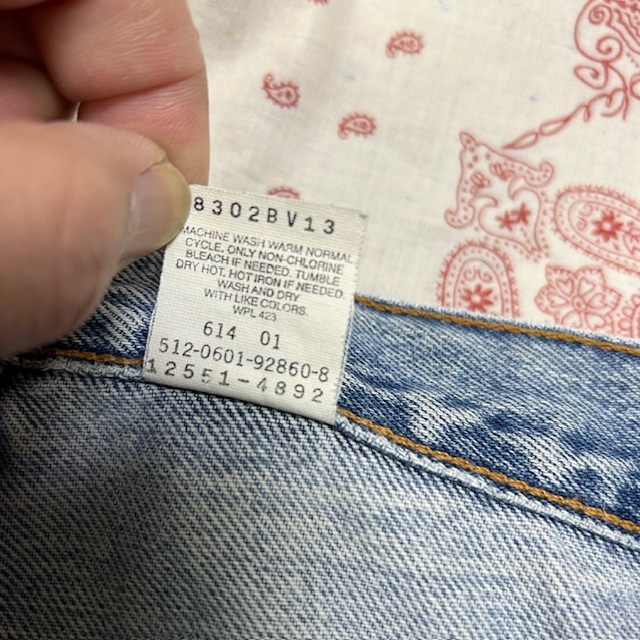 8302BV13
MACHINE WASH WARM NORMAL
CYCLE. ONLY NON-CHLORINE
BLEACH IF NEEDED. TUMBLE
DRY HOT. HOT IRON IF NEEDED.
WASH AND DRY
WITH LIKE COLORS.
WPL 423
614 01
512-0601-92860-8
12551-4892